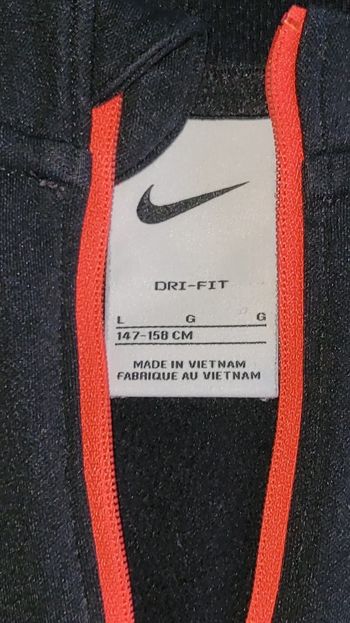 DRI-FIT
L G G
147-158 CM
MADE IN VIETNAM
FABRIQUE AU VIETNAM